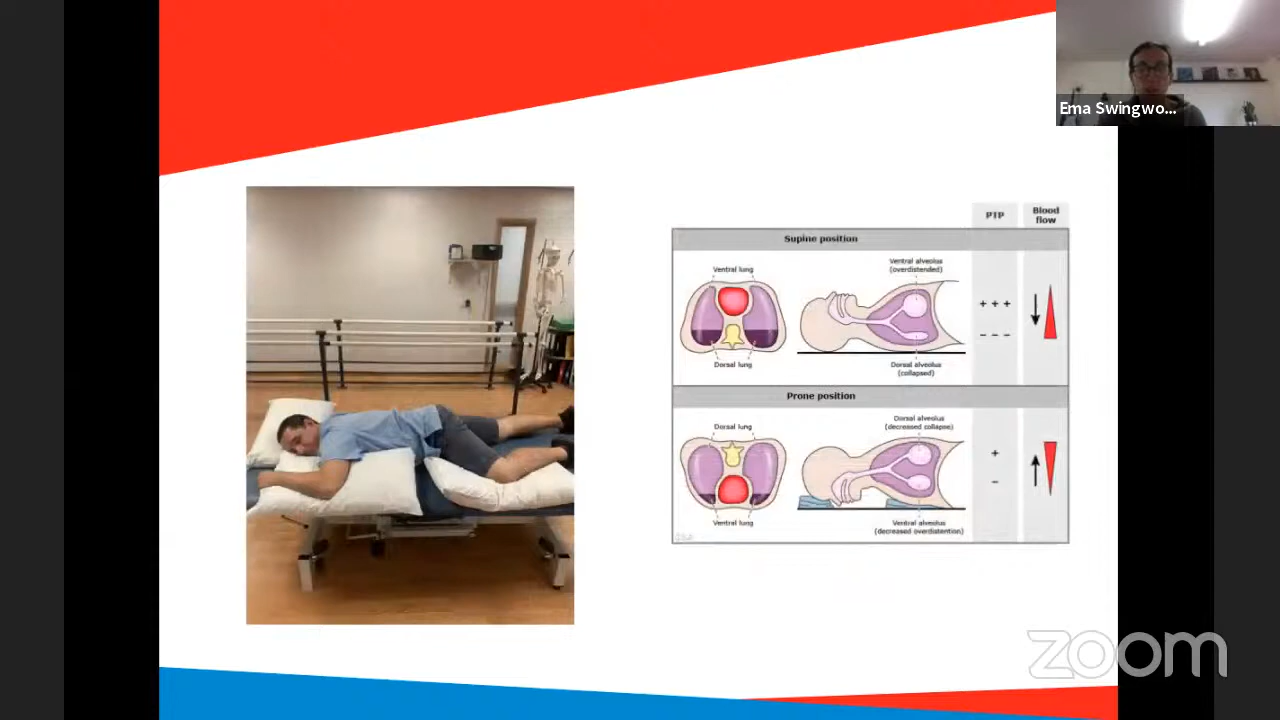 Ema Swingwo...
PTP
Blood
flow
Supine position
Ventral lung
Dorsal lung
Ventral alveolus
(overdistended)
+ + +
– – –
Dorsal alveolus
(collapsed)
Prone position
Dorsal lung
Ventral lung
Dorsal alveolus
(decreased collapse)
+
–
Ventral alveolus
(decreased overdistention)
zoom